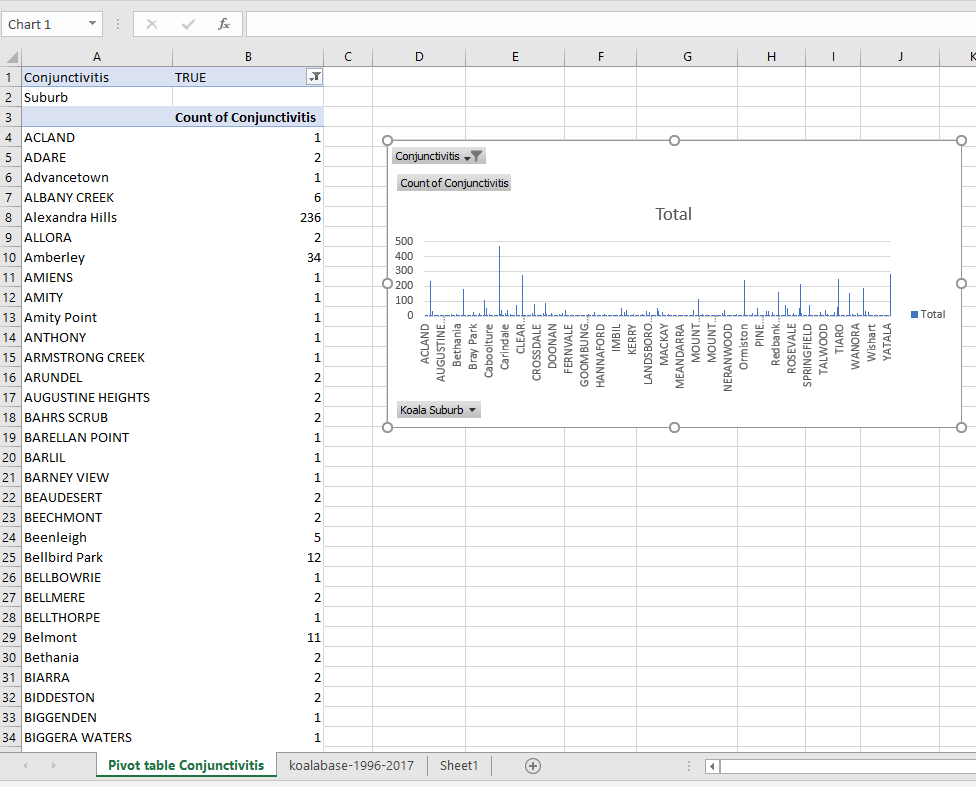 Chart 1
fx
A B C D E F G H I J K
1 Conjunctivitis TRUE
2 Suburb
3 Count of Conjunctivitis
4 ACLAND 1
5 ADARE 2
6 Advancetown 1
7 ALBANY CREEK 6
8 Alexandra Hills 236
9 ALLORA 2
10 Amberley 34
11 AMIENS 1
12 AMITY 1
13 Amity Point 1
14 ANTHONY 1
15 ARMSTRONG CREEK 1
16 ARUNDEL 2
17 AUGUSTINE HEIGHTS 2
18 BAHRS SCRUB 2
19 BARELLAN POINT 1
20 BARLIL 1
21 BARNEY VIEW 1
22 BEAUDESERT 2
23 BEECHMONT 2
24 Beenleigh 5
25 Bellbird Park 12
26 BELLBOWRIE 1
27 BELLMERE 2
28 BELLTHORPE 1
29 Belmont 11
30 Bethania 2
31 BIARRA 2
32 BIDDESTON 2
33 BIGGENDEN 1
34 BIGGERA WATERS 1
Conjunctivitis
Count of Conjunctivitis
Total
500
400
300
200
100
0
ACLAND
AUGUSTINE...
Bethania
Bray Park
Caboolture
Carindale
CLEAR...
CROSSDALE
DOONAN
FERNVALE
GOOMBUNG...
HANNAFORD
IMBIL
KERRY
LANDSBORO...
MACKAY
MEANDARRA
MOUNT...
MOUNT...
NERANWOOD
Ormiston
PINE...
Redbank...
ROSEVALE
SPRINGFIELD
TALWOOD
TIARO
WANORA
Wishart
YATALA
Total
Koala Suburb
Pivot table Conjunctivitis koalabase-1996-2017 Sheet1